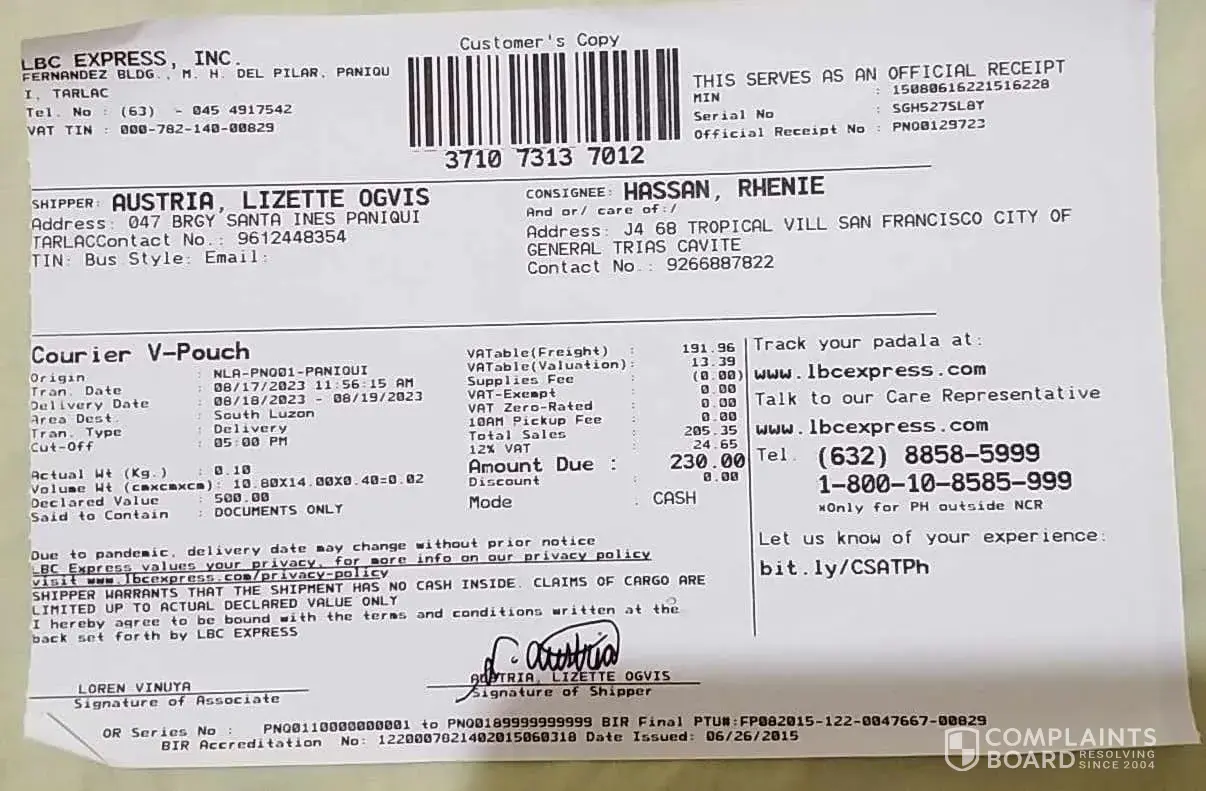 Customer's Copy
LBC EXPRESS, INC.
FERNANDEZ BLDG., M. H. DEL PILAR, PANIQU
I, TARLAC
Tel. No : (63) - 045 4917542
VAT TIN : 000-782-140-00829
3710 7313 7012
THIS SERVES AS AN OFFICIAL RECEIPT
MIN : 15080616221516228
Serial No : SGH527SL8Y
Official Receipt No : PNQ0129723
SHIPPER: AUSTRIA, LIZETTE OGVIS
Address: 047 BRGY SANTA INES PANIQUI
TARLACContact No.: 9612448354
TIN: Bus Style: Email:
CONSIGNEE: HASSAN, RHENIE
And or/ care of:/
Address: J4 68 TROPICAL VILL SAN FRANCISCO CITY OF
GENERAL TRIAS CAVITE
Contact No.: 9266887822
Courier V-Pouch
Origin : NLA-PNQ01-PANIQUI
Tran. Date : 08/17/2023 11:56:15 AM
Delivery Date : 08/18/2023 - 08/19/2023
Area Dest. : South Luzon
Tran. Type : Delivery
Cut-Off : 05:00 PM
Actual Wt (Kg.) : 0.10
Volume Wt (cmxcmxcm): 10.80X14.00X0.40=0.02
Declared Value : 500.00
Said to Contain : DOCUMENTS ONLY
VATable(Freight) : 191.96
VATable(Valuation): 13.39
Supplies Fee : (0.00)
VAT-Exempt : 0.00
VAT Zero-Rated : 0.00
10AM Pickup Fee : 0.00
Total Sales : 205.35
12% VAT : 24.65
Amount Due : 230.00
Discount : 0.00
Mode : CASH
Track your padala at:
www.lbcexpress.com
Talk to our Care Representative
www.lbcexpress.com
Tel. (632) 8858-5999
1-800-10-8585-999
*Only for PH outside NCR
Let us know of your experience:
bit.ly/CSATPh
Due to pandemic, delivery date may change without prior notice
LBC Express values your privacy, for more info on our privacy policy
visit www.lbcexpress.com/privacy-policy
SHIPPER WARRANTS THAT THE SHIPMENT HAS NO CASH INSIDE. CLAIMS OF CARGO ARE
LIMITED UP TO ACTUAL DECLARED VALUE ONLY
I hereby agree to be bound with the terms and conditions written at the
back set forth by LBC EXPRESS
L. Austria
LOREN VINUYA
Signature of Associate
AUSTRIA, LIZETTE OGVIS
Signature of Shipper
OR Series No : PNQ0110000000001 to PNQ0189999999999 BIR Final PTU#:FP082015-122-0047667-00829
BIR Accreditation No: 1220007821402015060318 Date Issued: 06/26/2015
COMPLAINTS
BOARD RESOLVING
SINCE 2004